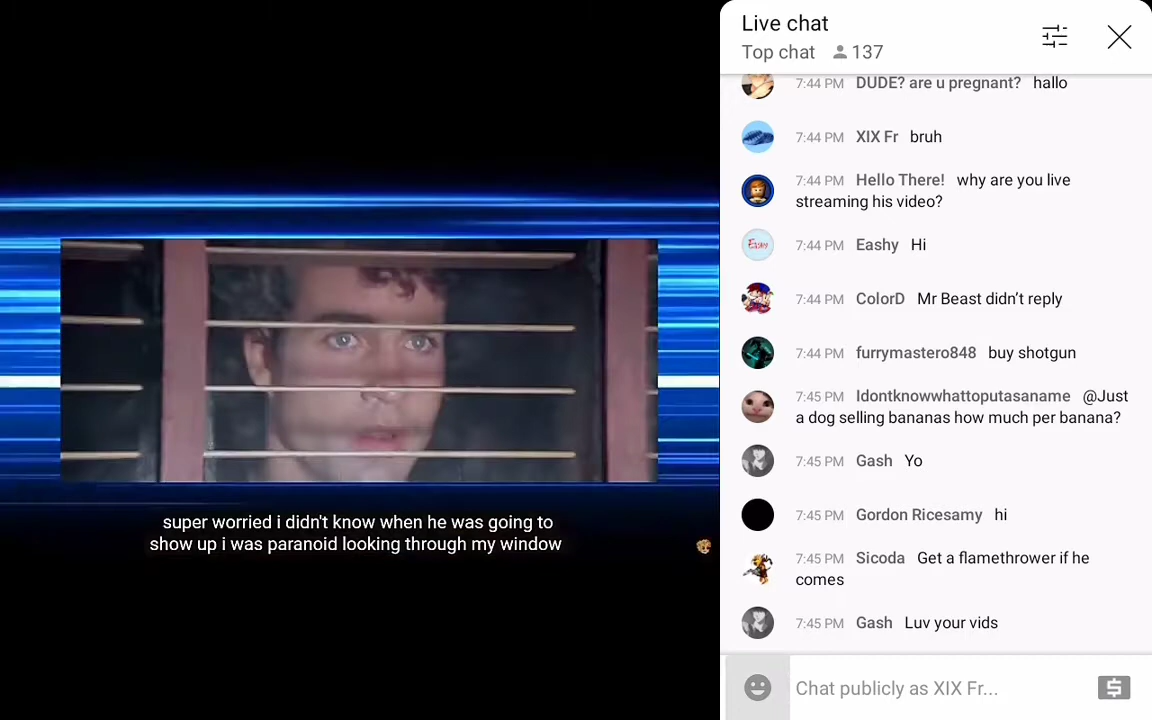 Live chat
Top chat 137
7:44 PM DUDE? are u pregnant? hallo
7:44 PM XIX Fr bruh
7:44 PM Hello There! why are you live
streaming his video?
Eashy
7:44 PM Eashy Hi
7:44 PM ColorD Mr Beast didn’t reply
7:44 PM furrymastero848 buy shotgun
7:45 PM Idontknowwhattoputasaname @Just
a dog selling bananas how much per banana?
7:45 PM Gash Yo
7:45 PM Gordon Ricesamy hi
super worried i didn't know when he was going to
show up i was paranoid looking through my window
7:45 PM Sicoda Get a flamethrower if he
comes
7:45 PM Gash Luv your vids
Chat publicly as XIX Fr...
$